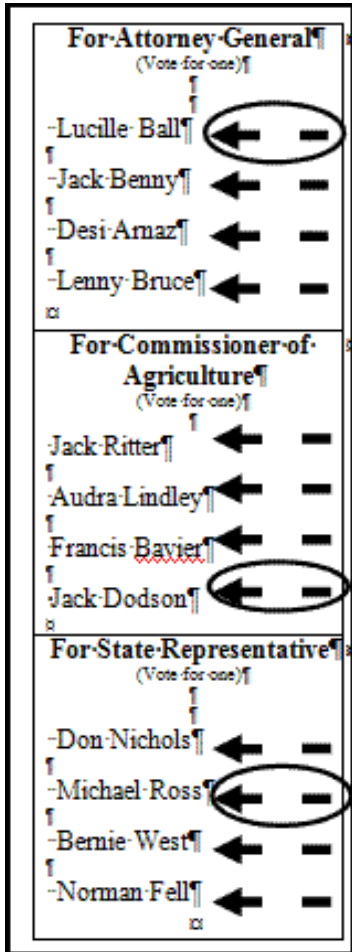 For Attorney General¶
(Vote for one)¶
¶
¶
Lucille Ball¶
¶
Jack Benny¶
¶
Desi Arnaz¶
¶
Lenny Bruce¶
¤
For Commissioner of
Agriculture¶
(Vote for one)¶
¶
Jack Ritter¶
¶
Audra Lindley¶
¶
Francis Bavier¶
¶
Jack Dodson¶
¤
For State Representative¶
(Vote for one)¶
¶
¶
Don Nichols¶
¶
Michael Ross¶
¶
Bernie West¶
¶
Norman Fell¶
¤